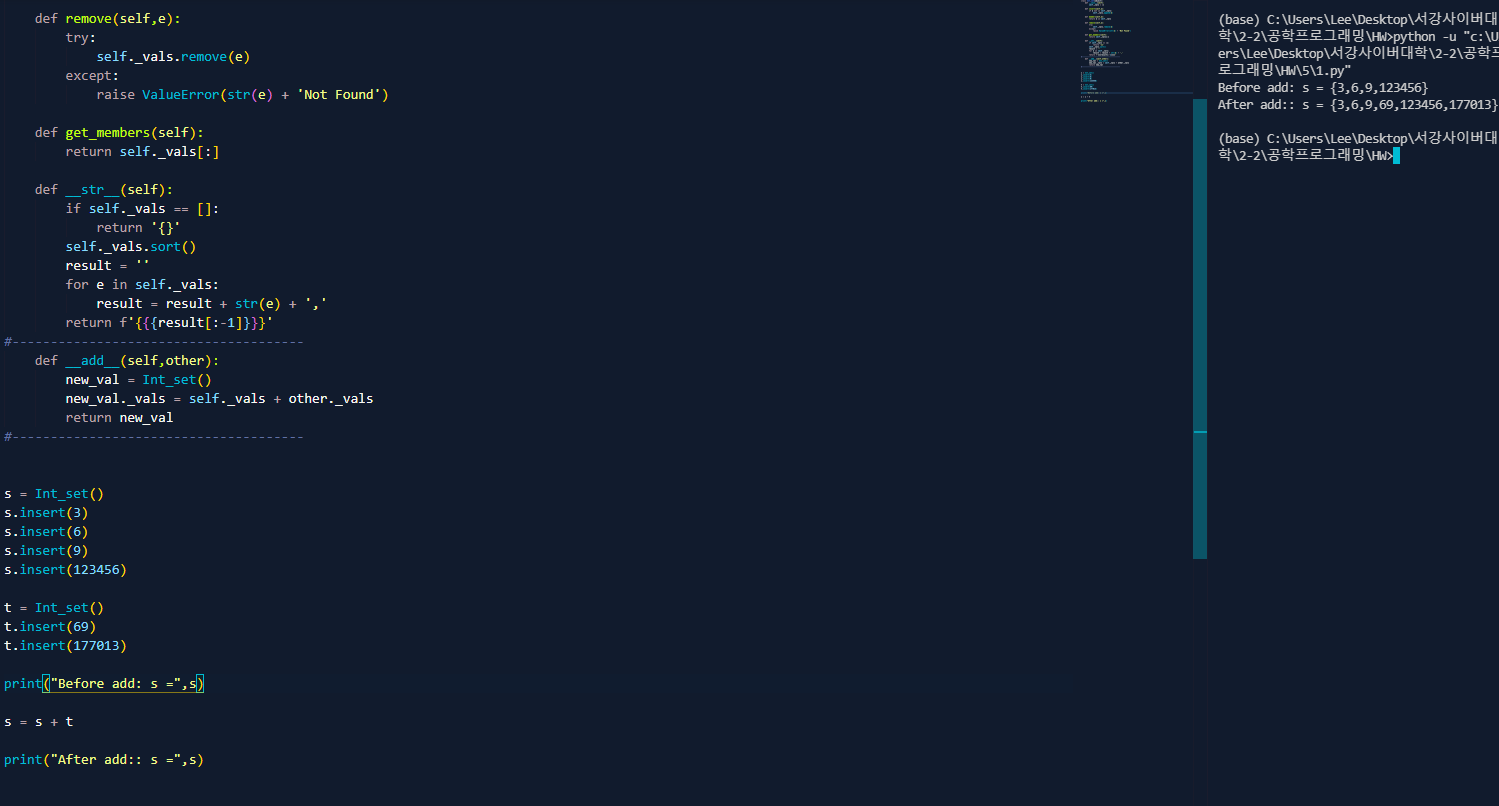 def remove(self,e):
        try:
            self._vals.remove(e)
        except:
            raise ValueError(str(e) + 'Not Found')

    def get_members(self):
        return self._vals[:]

    def __str__(self):
        if self._vals == []:
            return '{}'
        self._vals.sort()
        result = ''
        for e in self._vals:
            result = result + str(e) + ','
        return f'{{{result[:-1]}}}'
#--------------------------------------
    def __add__(self,other):
        new_val = Int_set()
        new_val._vals = self._vals + other._vals
        return new_val
#--------------------------------------

s = Int_set()
s.insert(3)
s.insert(6)
s.insert(9)
s.insert(123456)

t = Int_set()
t.insert(69)
t.insert(177013)

print("Before add: s =",s)

s = s + t

print("After add:: s =",s)

(base) C:\Users\Lee\Desktop\서강사이버대
학\2-2\공학프로그래밍\HW>python -u "c:\U
ers\Lee\Desktop\서강사이버대학\2-2\공학프
로그래밍\HW\5\1.py"
Before add: s = {3,6,9,123456}
After add:: s = {3,6,9,69,123456,177013}

(base) C:\Users\Lee\Desktop\서강사이버대
학\2-2\공학프로그래밍\HW>